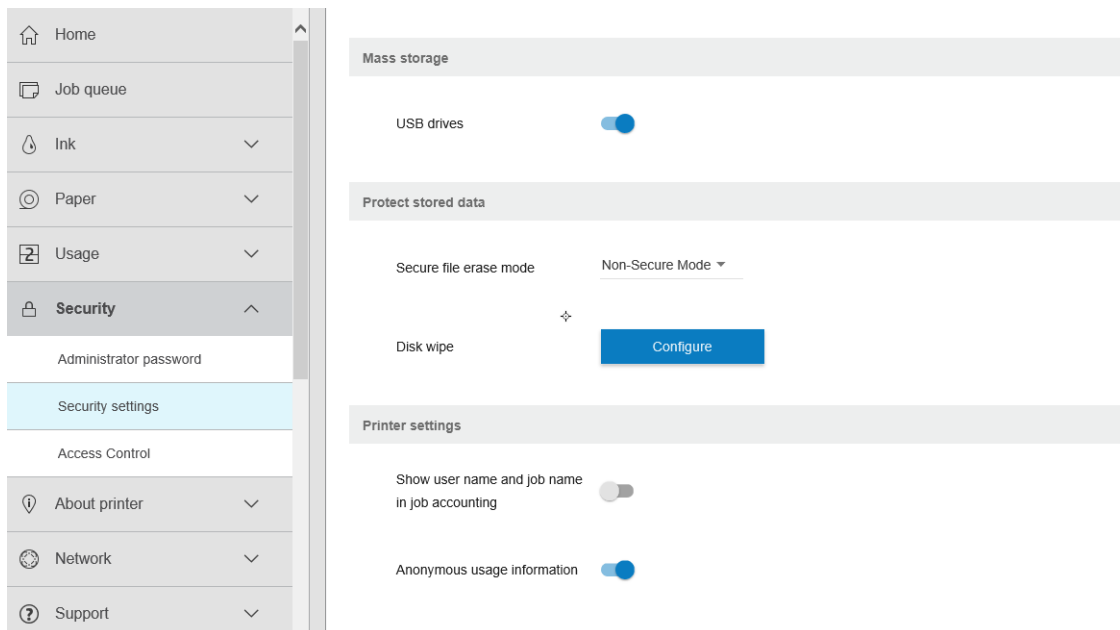 Home
Job queue
Ink
Paper
Usage
Security
Administrator password
Security settings
Access Control
About printer
Network
Support
Mass storage
USB drives
Protect stored data
Secure file erase mode
Non-Secure Mode
Disk wipe
Configure
Printer settings
Show user name and job name
in job accounting
Anonymous usage information